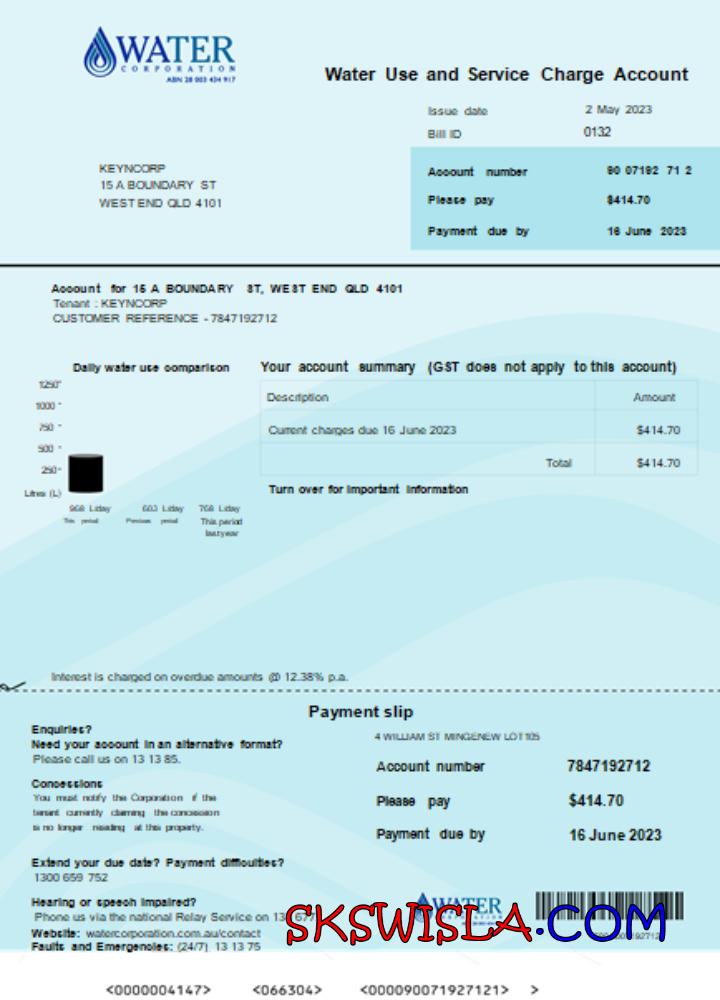 WATER
CORPORATION
ABN 28 003 434 917
Water Use and Service Charge Account
Issue date 2 May 2023
Bill ID 0132
KEYNCORP
15 A BOUNDARY ST
WEST END QLD 4101
Account number 90 07192 71 2
Please pay $414.70
Payment due by 16 June 2023
Account for 15 A BOUNDARY ST, WEST END QLD 4101
Tenant : KEYNCORP
CUSTOMER REFERENCE - 7847192712
Daily water use comparison
1250
1000
750
500
250
Litres (L)
968 L/day 603 L/day 768 L/day
This period Previous period This period
last year
Your account summary (GST does not apply to this account)
Description Amount
Current charges due 16 June 2023 $414.70
Total $414.70
Turn over for important information
Interest is charged on overdue amounts @ 12.38% p.a.
Payment slip
Enquiries?
Need your account in an alternative format?
Please call us on 13 13 85.
Concessions
You must notify the Corporation if the
tenant currently claiming the concession
is no longer residing at this property.
Extend your due date? Payment difficulties?
1300 659 752
Hearing or speech impaired?
Phone us via the national Relay Service on 13 677
Website: watercorporation.com.au/contact
Faults and Emergencies: (24/7) 13 13 75
4 WILLIAM ST MINGENEW LOT 105
Account number 7847192712
Please pay $414.70
Payment due by 16 June 2023
WATER
SKSWISLA.COM
<0000004147> <066304> <0000900719271​21> >